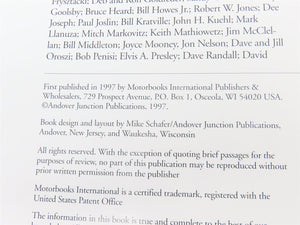 Goolsby; Bruce Heard; Bill Howes Jr.; Robert W. Jones; Dee
Joseph; Paul Joslin; Bill Kratville; John H. Kuehl; Mark
Llanuza; Mitch Markovitz; Keith Mathiowetz; Jim McClel-
lan; Bill Middleton; Joyce Mooney, Jon Nelson; Dave and Jill
Oroszi; Bob Penisi; Elvis A. Presley; Dave Randall; David
First published in 1997 by Motorbooks International Publishers &
Wholesalers, 729 Prospect Avenue, P.O. Box 1, Osceola, WI 54020 USA.
©Andover Junction Publications, 1997.
Book design and layout by Mike Schafer/Andover Junction Publications,
Andover, New Jersey, and Waukesha, Wisconsin
All rights reserved. With the exception of quoting brief passages for the
purposes of review, no part of this publication may be reproduced without
prior written permission from the publisher
Motorbooks International is a certified trademark, registered with the
United States Patent Office
The information in this book is true and complete to the best of our